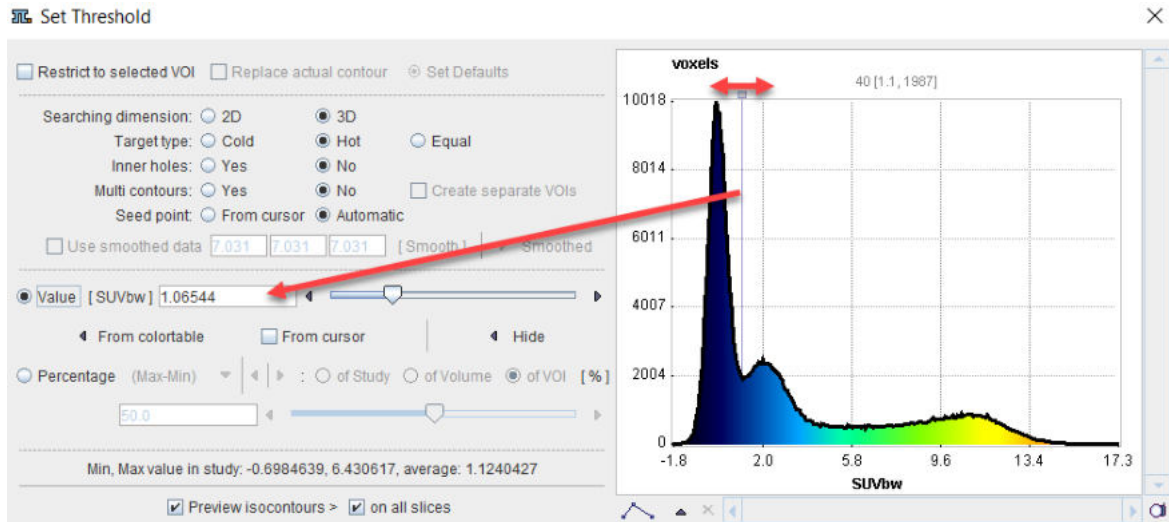 Set Threshold
Restrict to selected VOI Replace actual contour Set Defaults
Searching dimension: 2D 3D
Target type: Cold Hot Equal
Inner holes: Yes No
Multi contours: Yes No Create separate VOIs
Seed point: From cursor Automatic
Use smoothed data 7.031 7.031 7.031 [ Smooth ] Smoothed
Value [ SUVbw ] 1.06544
From colortable From cursor Hide
Percentage (Max-Min) : of Study of Volume of VOI [ % ]
50.0
Min, Max value in study: -0.6984639, 6.430617, average: 1.1240427
Preview isocontours > on all slices
voxels
40 [1.1, 1987]
10018
8014
6011
4007
2004
0
-1.8 2.0 5.8 9.6 13.4 17.3
SUVbw